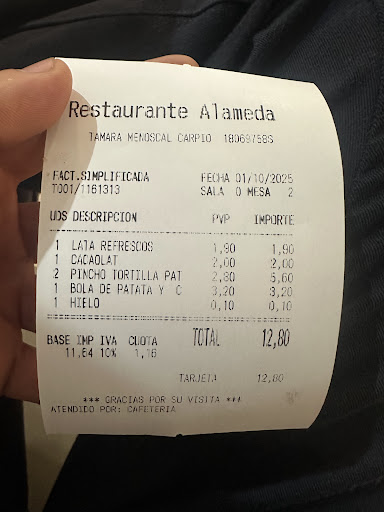 Restaurante Alameda
TAMARA MENOSCAL CARPIO 18069758S
FACT.SIMPLIFICADA FECHA 01/10/2025
T001/1161313 SALA 0 MESA 2
UDS DESCRIPCION PVP IMPORTE
1 LATA REFRESCOS 1,90 1,90
1 CACAOLAT 2,00 2,00
2 PINCHO TORTILLA PAT 2,80 5,60
1 BOLA DE PATATA Y C 3,20 3,20
1 HIELO 0,10 0,10
BASE IMP IVA CUOTA TOTAL 12,80
11,64 10% 1,16
TARJETA 12,80
*** GRACIAS POR SU VISITA ***
ATENDIDO POR: CAFETERIA